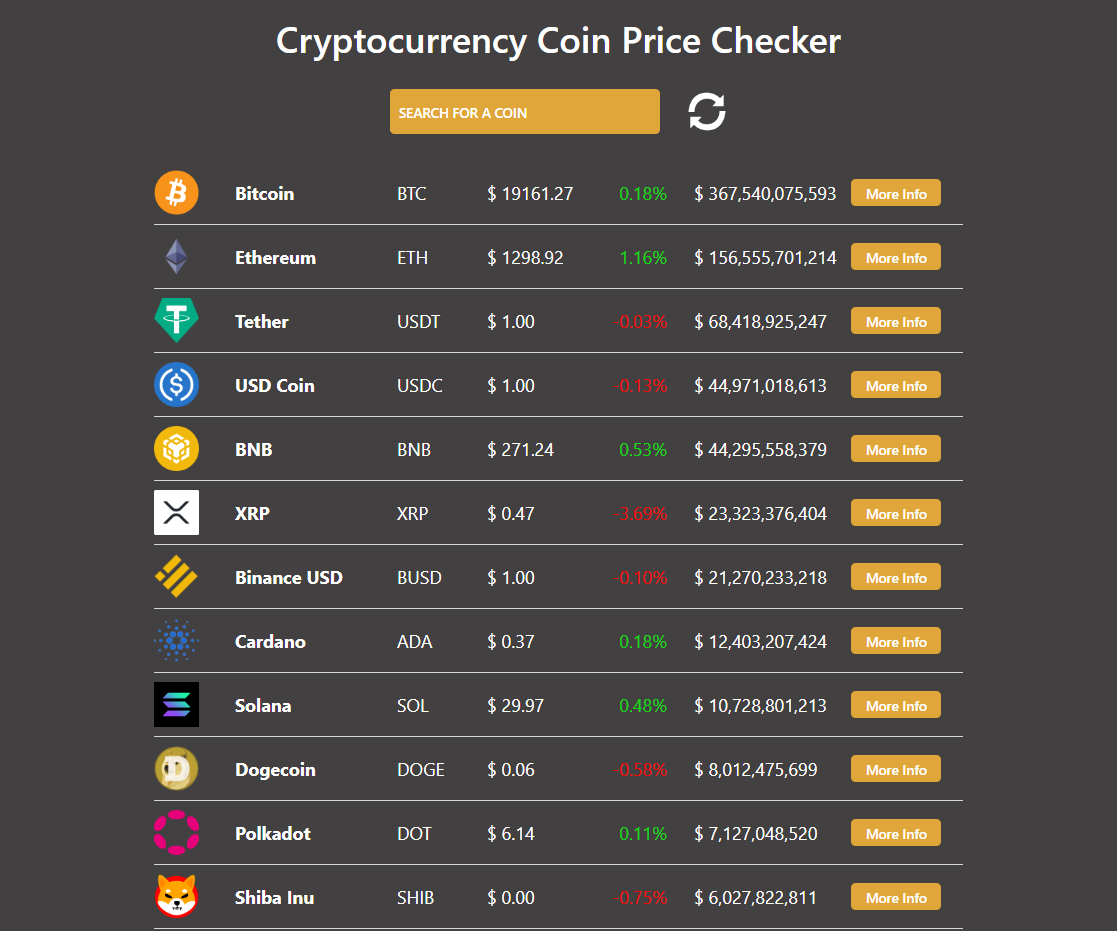 Cryptocurrency Coin Price Checker
SEARCH FOR A COIN
Bitcoin BTC $ 19161.27 0.18% $ 367,540,075,593 More Info
Ethereum ETH $ 1298.92 1.16% $ 156,555,701,214 More Info
Tether USDT $ 1.00 -0.03% $ 68,418,925,247 More Info
USD Coin USDC $ 1.00 -0.13% $ 44,971,018,613 More Info
BNB BNB $ 271.24 0.53% $ 44,295,558,379 More Info
XRP XRP $ 0.47 -3.69% $ 23,323,376,404 More Info
Binance USD BUSD $ 1.00 -0.10% $ 21,270,233,218 More Info
Cardano ADA $ 0.37 0.18% $ 12,403,207,424 More Info
Solana SOL $ 29.97 0.48% $ 10,728,801,213 More Info
Dogecoin DOGE $ 0.06 -0.58% $ 8,012,475,699 More Info
Polkadot DOT $ 6.14 0.11% $ 7,127,048,520 More Info
Shiba Inu SHIB $ 0.00 -0.75% $ 6,027,822,811 More Info